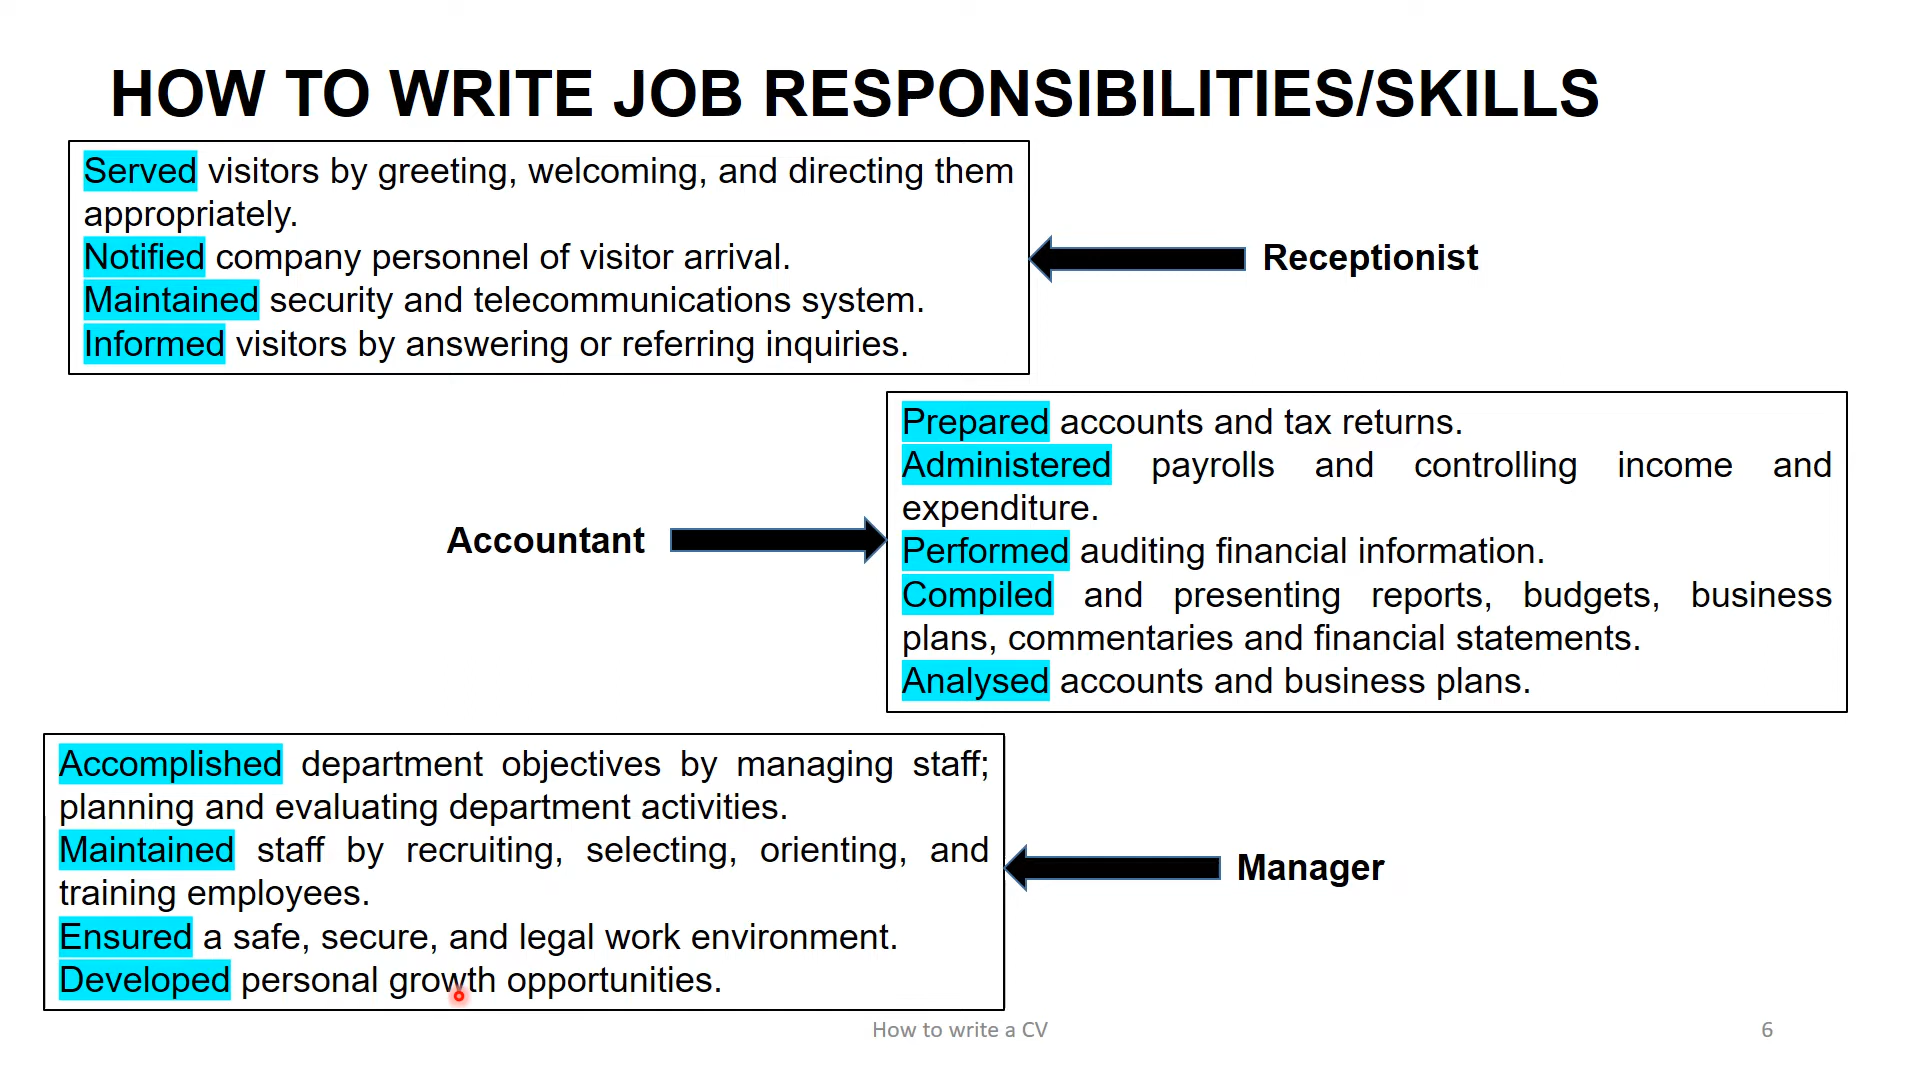 HOW TO WRITE JOB RESPONSIBILITIES/SKILLS
Served visitors by greeting, welcoming, and directing them
appropriately.
Notified company personnel of visitor arrival.
Maintained security and telecommunications system.
Informed visitors by answering or referring inquiries.
Receptionist
Accountant
Prepared accounts and tax returns.
Administered payrolls and controlling income and
expenditure.
Performed auditing financial information.
Compiled and presenting reports, budgets, business
plans, commentaries and financial statements.
Analysed accounts and business plans.
Accomplished department objectives by managing staff;
planning and evaluating department activities.
Maintained staff by recruiting, selecting, orienting, and
training employees.
Ensured a safe, secure, and legal work environment.
Developed personal growth opportunities.
Manager
How to write a CV
6